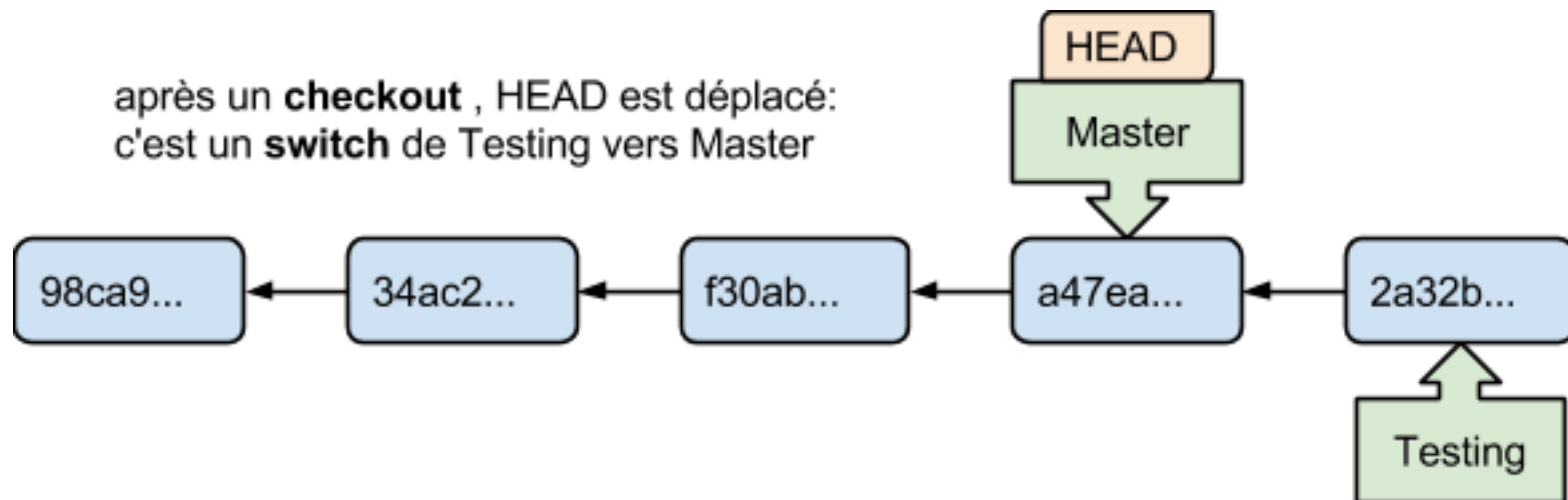 HEAD
après un checkout , HEAD est déplacé:
c'est un switch de Testing vers Master
Master
98ca9...
34ac2...
f30ab...
a47ea...
2a32b...
Testing